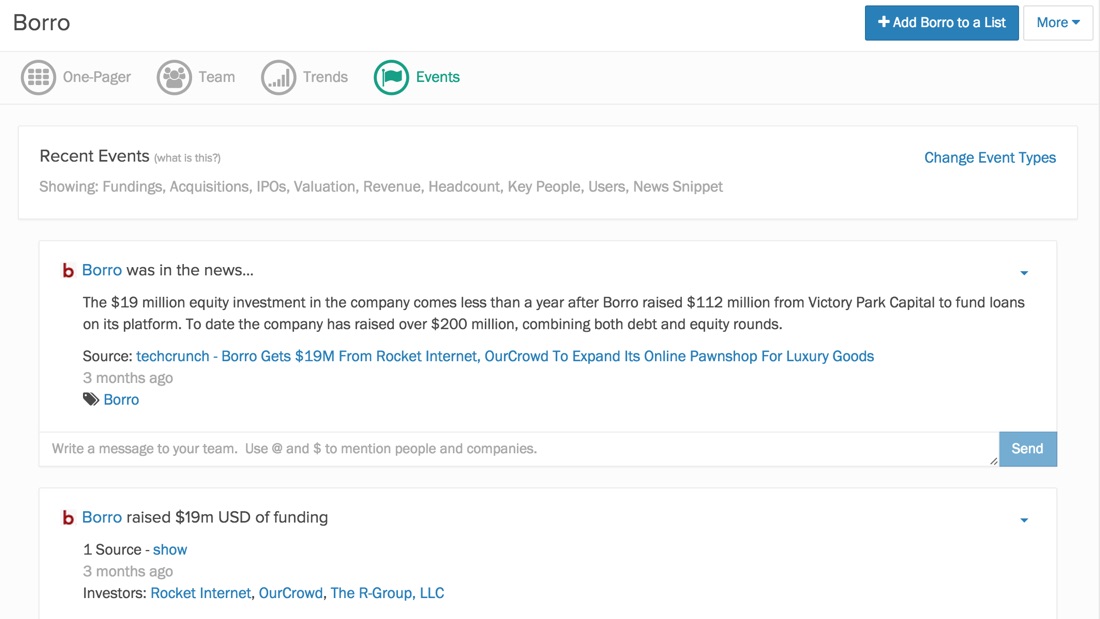 Borro
+ Add Borro to a List
More
One-Pager
Team
Trends
Events
Recent Events (what is this?)
Change Event Types
Showing: Fundings, Acquisitions, IPOs, Valuation, Revenue, Headcount, Key People, Users, News Snippet
b Borro was in the news...
The $19 million equity investment in the company comes less than a year after Borro raised $112 million from Victory Park Capital to fund loans
on its platform. To date the company has raised over $200 million, combining both debt and equity rounds.
Source: techcrunch - Borro Gets $19M From Rocket Internet, OurCrowd To Expand Its Online Pawnshop For Luxury Goods
3 months ago
Borro
Write a message to your team.  Use @ and $ to mention people and companies.
Send
b Borro raised $19m USD of funding
1 Source - show
3 months ago
Investors: Rocket Internet, OurCrowd, The R-Group, LLC